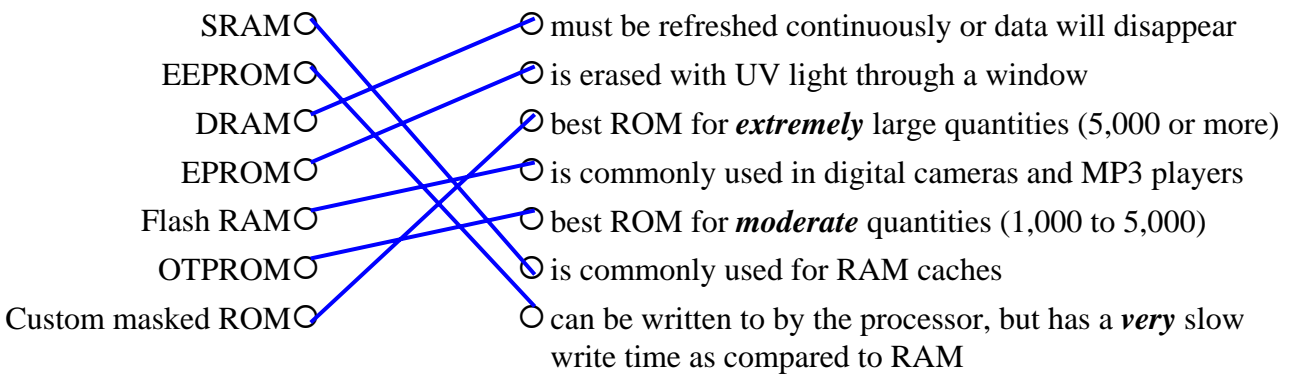 SRAM must be refreshed continuously or data will disappear
EEPROM is erased with UV light through a window
DRAM best ROM for extremely large quantities (5,000 or more)
EPROM is commonly used in digital cameras and MP3 players
Flash RAM best ROM for moderate quantities (1,000 to 5,000)
OTPROM is commonly used for RAM caches
Custom masked ROM can be written to by the processor, but has a very slow
write time as compared to RAM